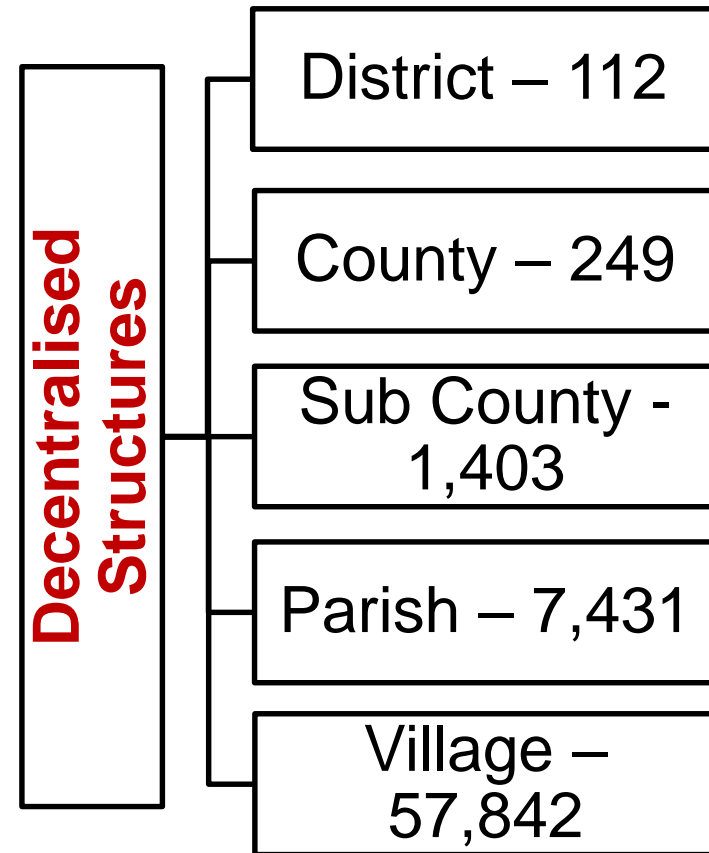 Decentralised
Structures
District – 112
County – 249
Sub County -
1,403
Parish – 7,431
Village –
57,842